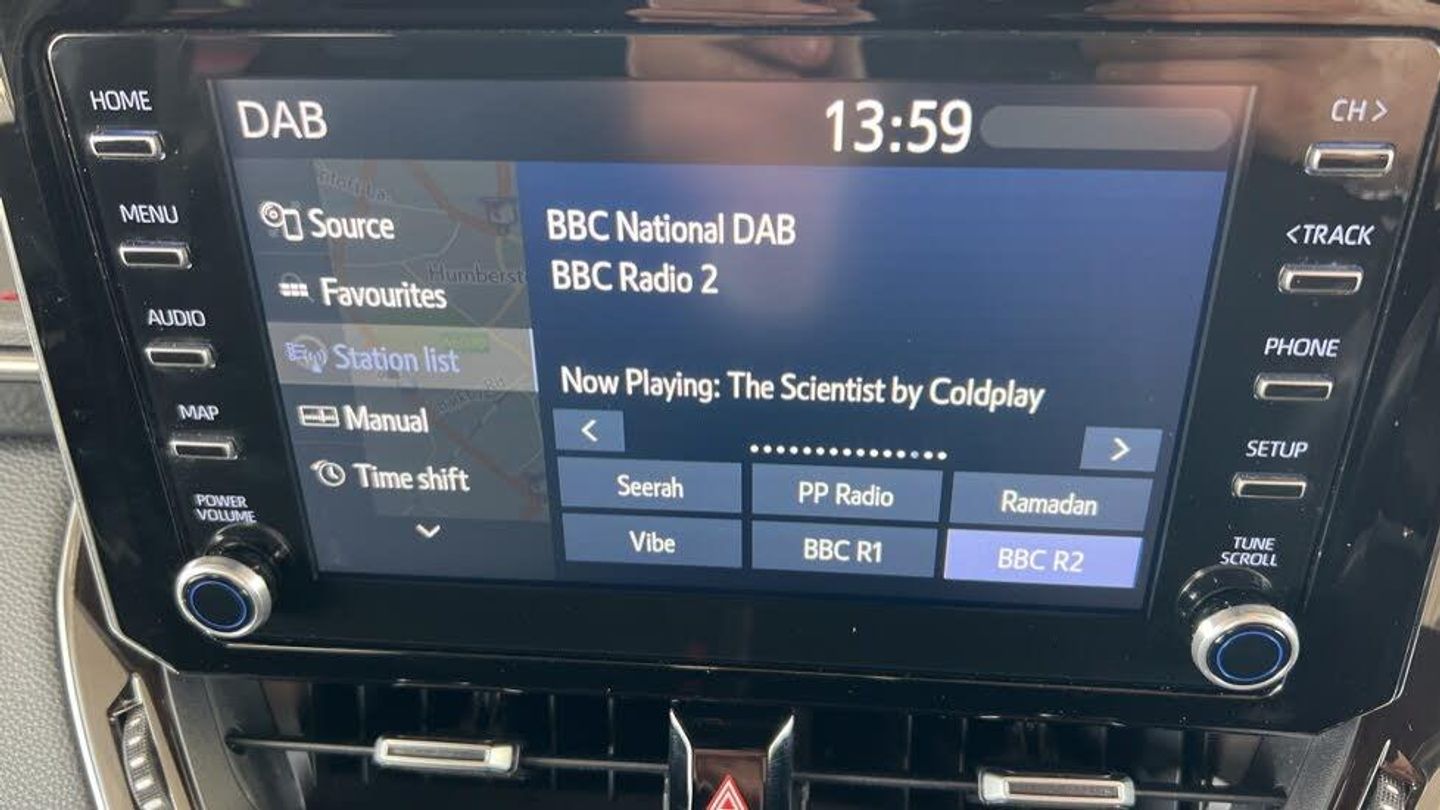 HOME
DAB
13:59
CH >
MENU
Source
BBC National DAB
<TRACK
Humberst
BBC Radio 2
Favourites
AUDIO
Station list
PHONE
Now Playing: The Scientist by Coldplay
MAP
Manual
<
>
SETUP
Time shift
Seerah
PP Radio
Ramadan
POWER
VOLUME
Vibe
BBC R1
BBC R2
TUNE
SCROLL